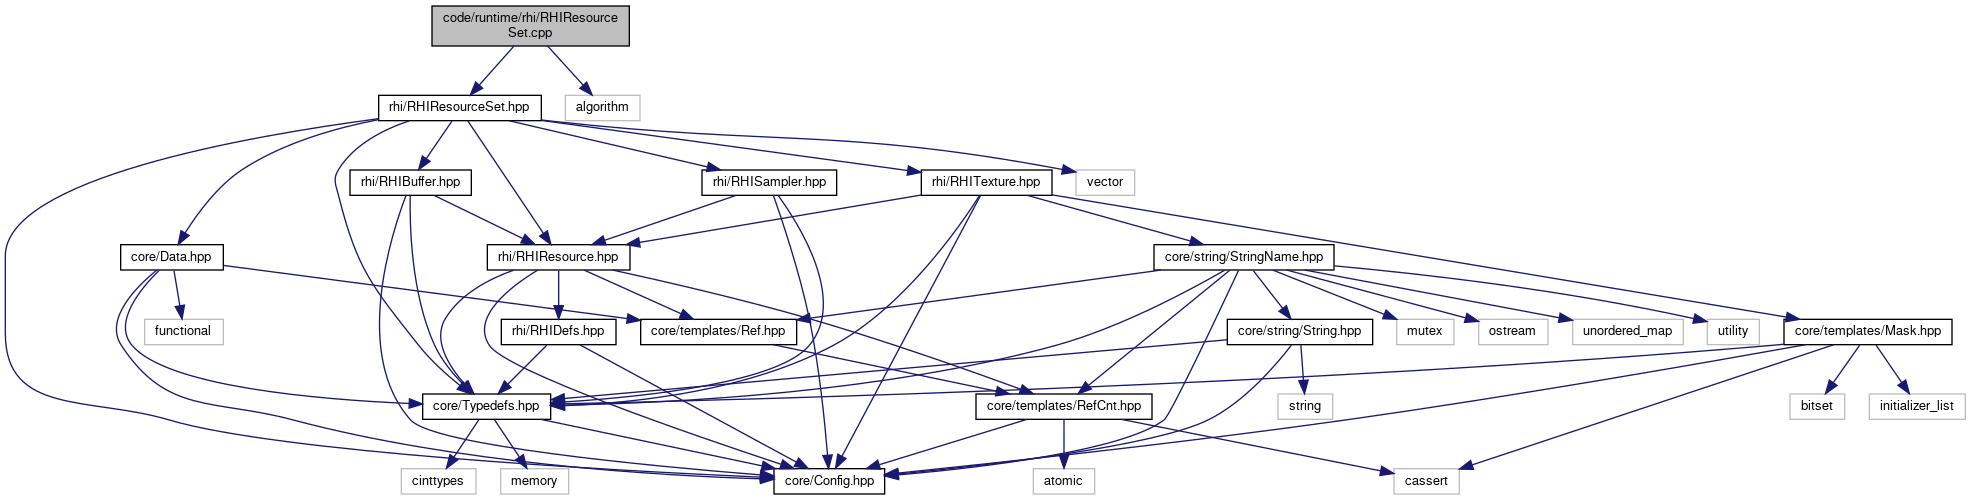 code/runtime/rhi/RHIResource
Set.cpp
rhi/RHIResourceSet.hpp
algorithm
rhi/RHIBuffer.hpp
rhi/RHISampler.hpp
rhi/RHITexture.hpp
vector
core/Data.hpp
rhi/RHIResource.hpp
core/string/StringName.hpp
functional
rhi/RHIDefs.hpp
core/templates/Ref.hpp
core/string/String.hpp
mutex
ostream
unordered_map
utility
core/templates/Mask.hpp
core/Typedefs.hpp
core/templates/RefCnt.hpp
string
bitset
initializer_list
cinttypes
memory
core/Config.hpp
atomic
cassert